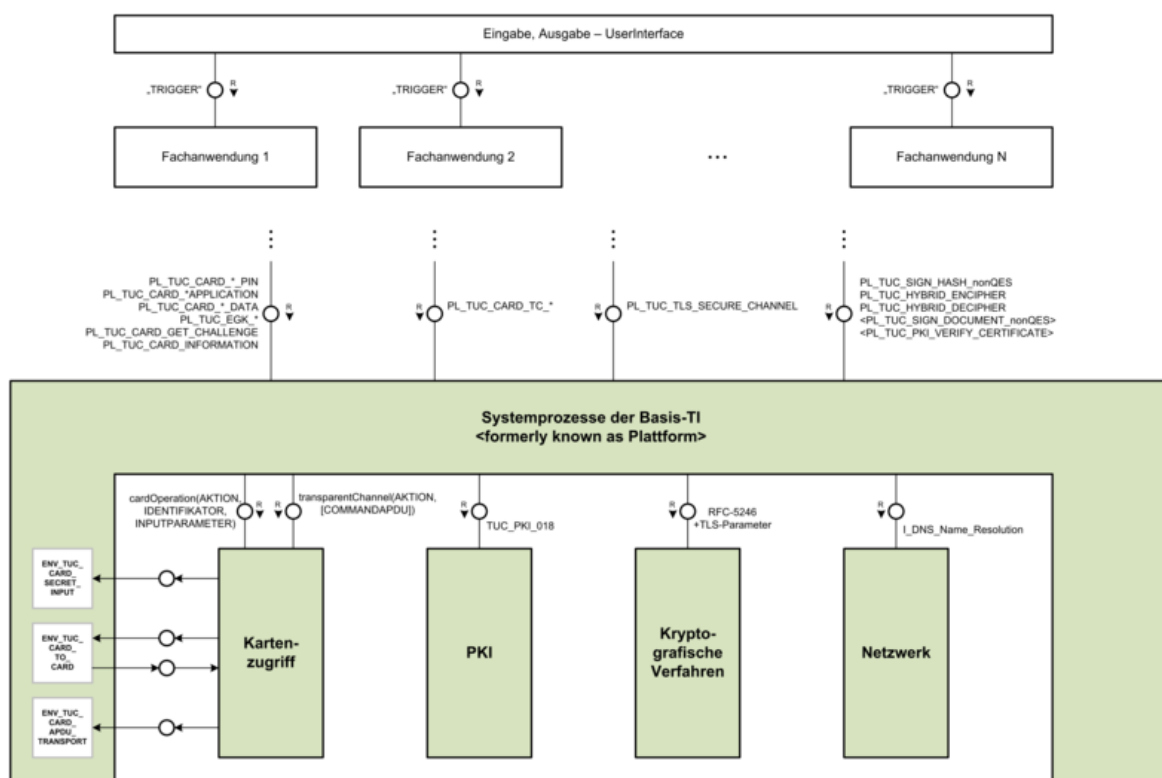 Eingabe, Ausgabe – UserInterface
R
„TRIGGER“
R
„TRIGGER“
R
„TRIGGER“
Fachanwendung 1
Fachanwendung 2
...
Fachanwendung N
PL_TUC_CARD_*_PIN
PL_TUC_CARD_*APPLICATION
PL_TUC_CARD_*_DATA
PL_TUC_EGK_*
PL_TUC_CARD_GET_CHALLENGE
PL_TUC_CARD_INFORMATION
R
R
PL_TUC_CARD_TC_*
R
PL_TUC_TLS_SECURE_CHANNEL
R
PL_TUC_SIGN_HASH_nonQES
PL_TUC_HYBRID_ENCIPHER
PL_TUC_HYBRID_DECIPHER
<PL_TUC_SIGN_DOCUMENT_nonQES>
<PL_TUC_PKI_VERIFY_CERTIFICATE>
Systemprozesse der Basis-TI
<formerly known as Plattform>
cardOperation(AKTION,
IDENTIFIKATOR,
INPUTPARAMETER)
R
R
transparentChannel(AKTION,
[COMMANDAPDU])
R
TUC_PKI_018
R
RFC-5246
+TLS-Parameter
R
I_DNS_Name_Resolution
ENV_TUC_
CARD_
SECRET_
INPUT
ENV_TUC_
CARD_
TO_
CARD
ENV_TUC_
CARD_
APDU_
TRANSPORT
Karten-
zugriff
PKI
Krypto-
grafische
Verfahren
Netzwerk